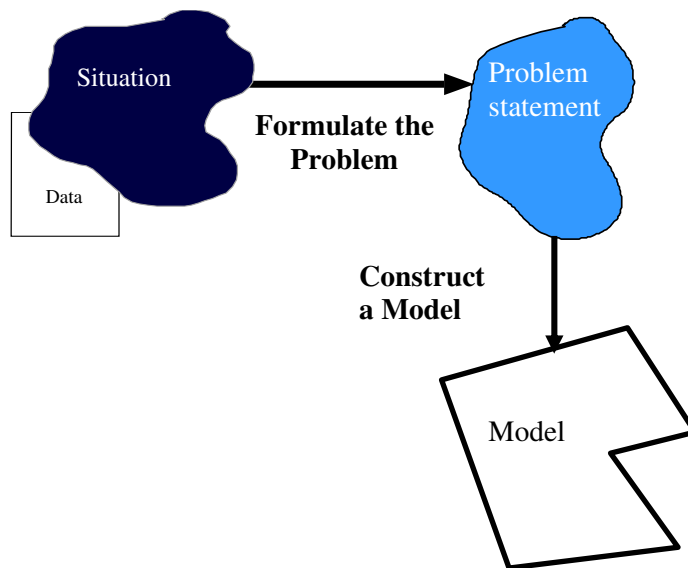 Situation
Problem
statement
Formulate the
Problem
Data
Construct
a Model
Model